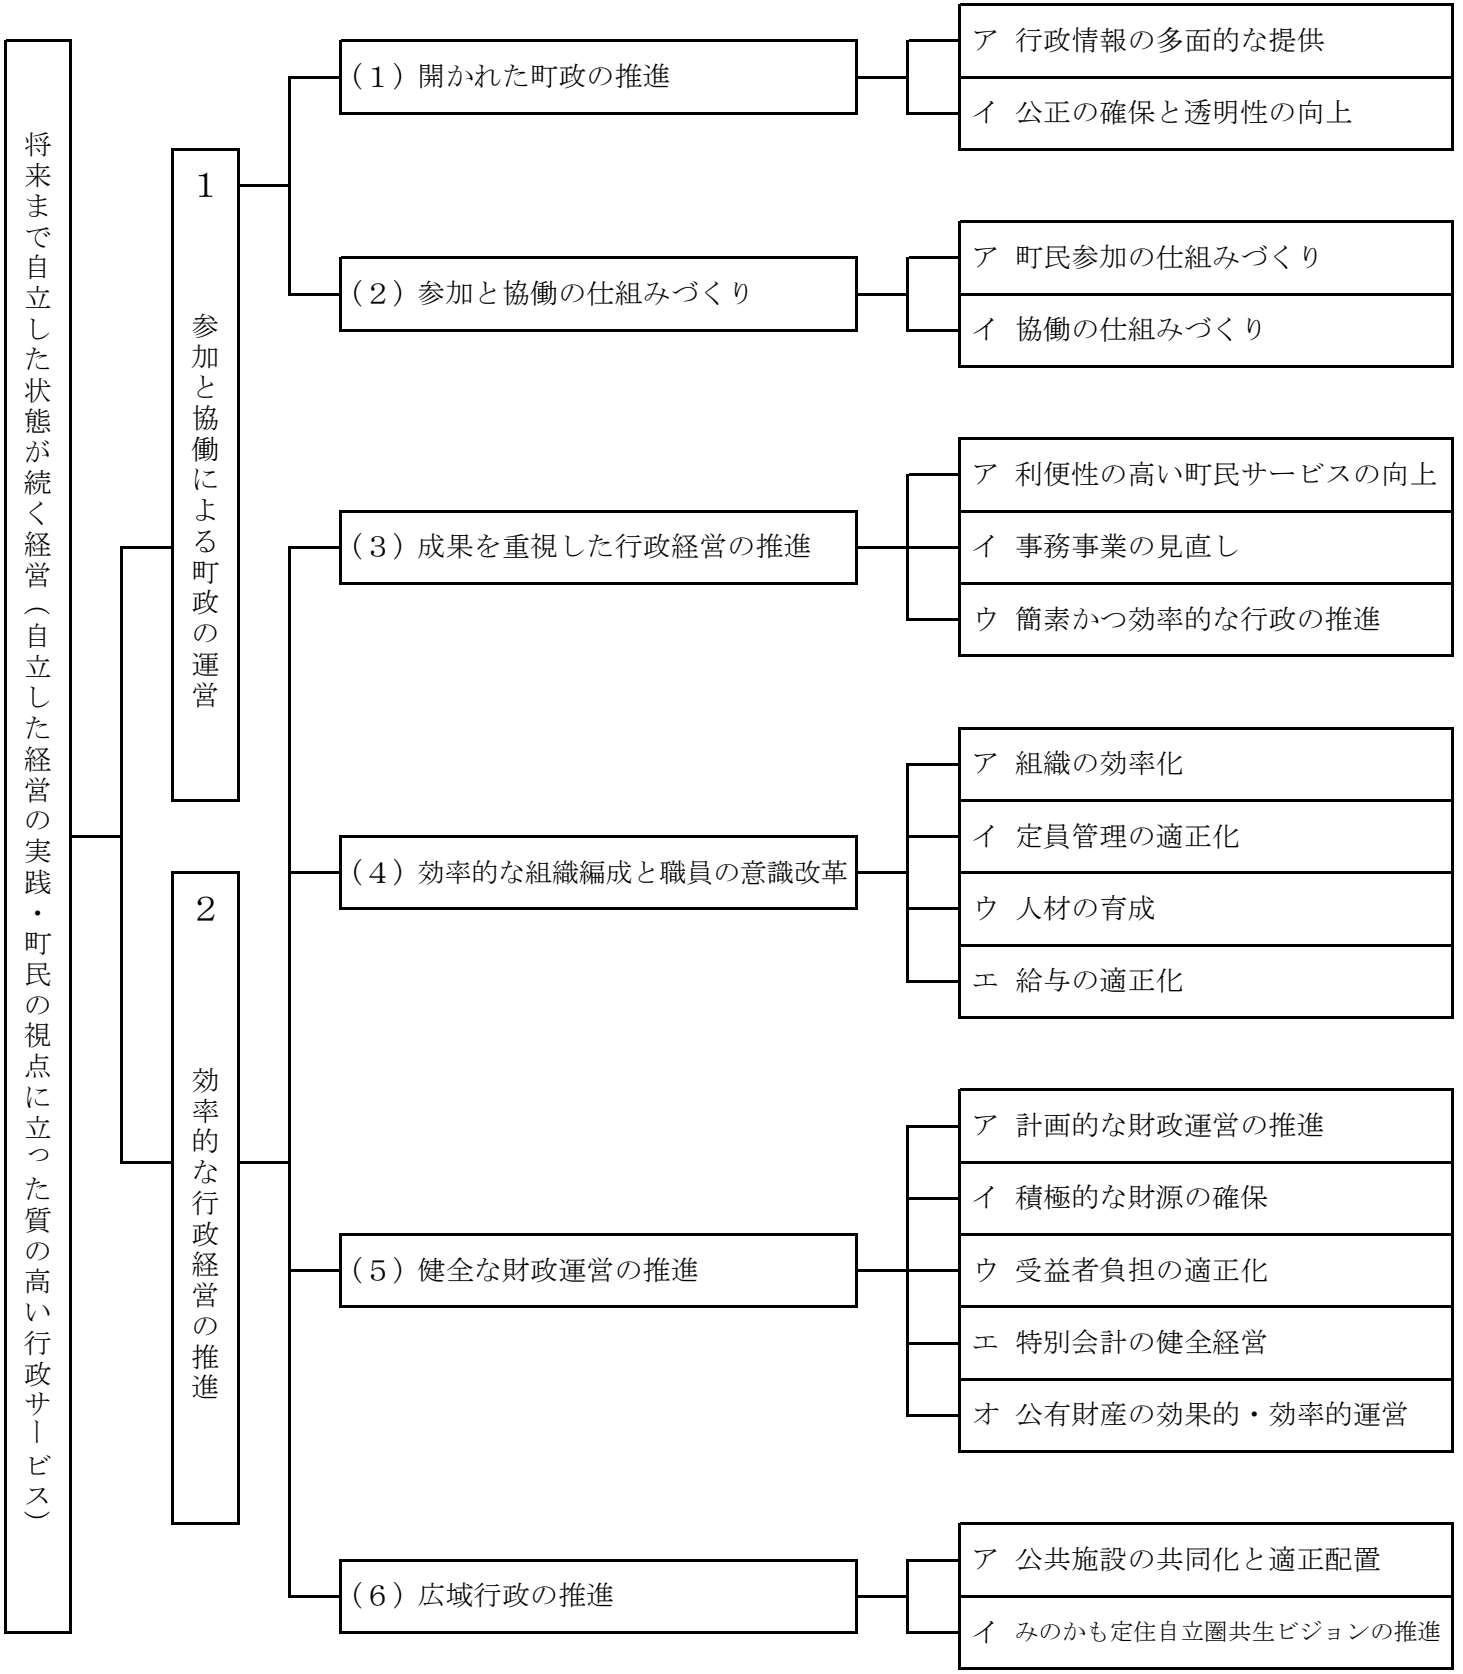 将来まで自立した状態が続く経営（自立した経営の実践・町民の視点に立った質の高い行政サービス）
１　参加と協働による町政の運営
（１）開かれた町政の推進
ア　行政情報の多面的な提供
イ　公正の確保と透明性の向上
（２）参加と協働の仕組みづくり
ア　町民参加の仕組みづくり
イ　協働の仕組みづくり
２　効率的な行政経営の推進
（３）成果を重視した行政経営の推進
ア　利便性の高い町民サービスの向上
イ　事務事業の見直し
ウ　簡素かつ効率的な行政の推進
（４）効率的な組織編成と職員の意識改革
ア　組織の効率化
イ　定員管理の適正化
ウ　人材の育成
エ　給与の適正化
（５）健全な財政運営の推進
ア　計画的な財政運営の推進
イ　積極的な財源の確保
ウ　受益者負担の適正化
エ　特別会計の健全経営
オ　公有財産の効果的・効率的運営
（６）広域行政の推進
ア　公共施設の共同化と適正配置
イ　みのかも定住自立圏共生ビジョンの推進